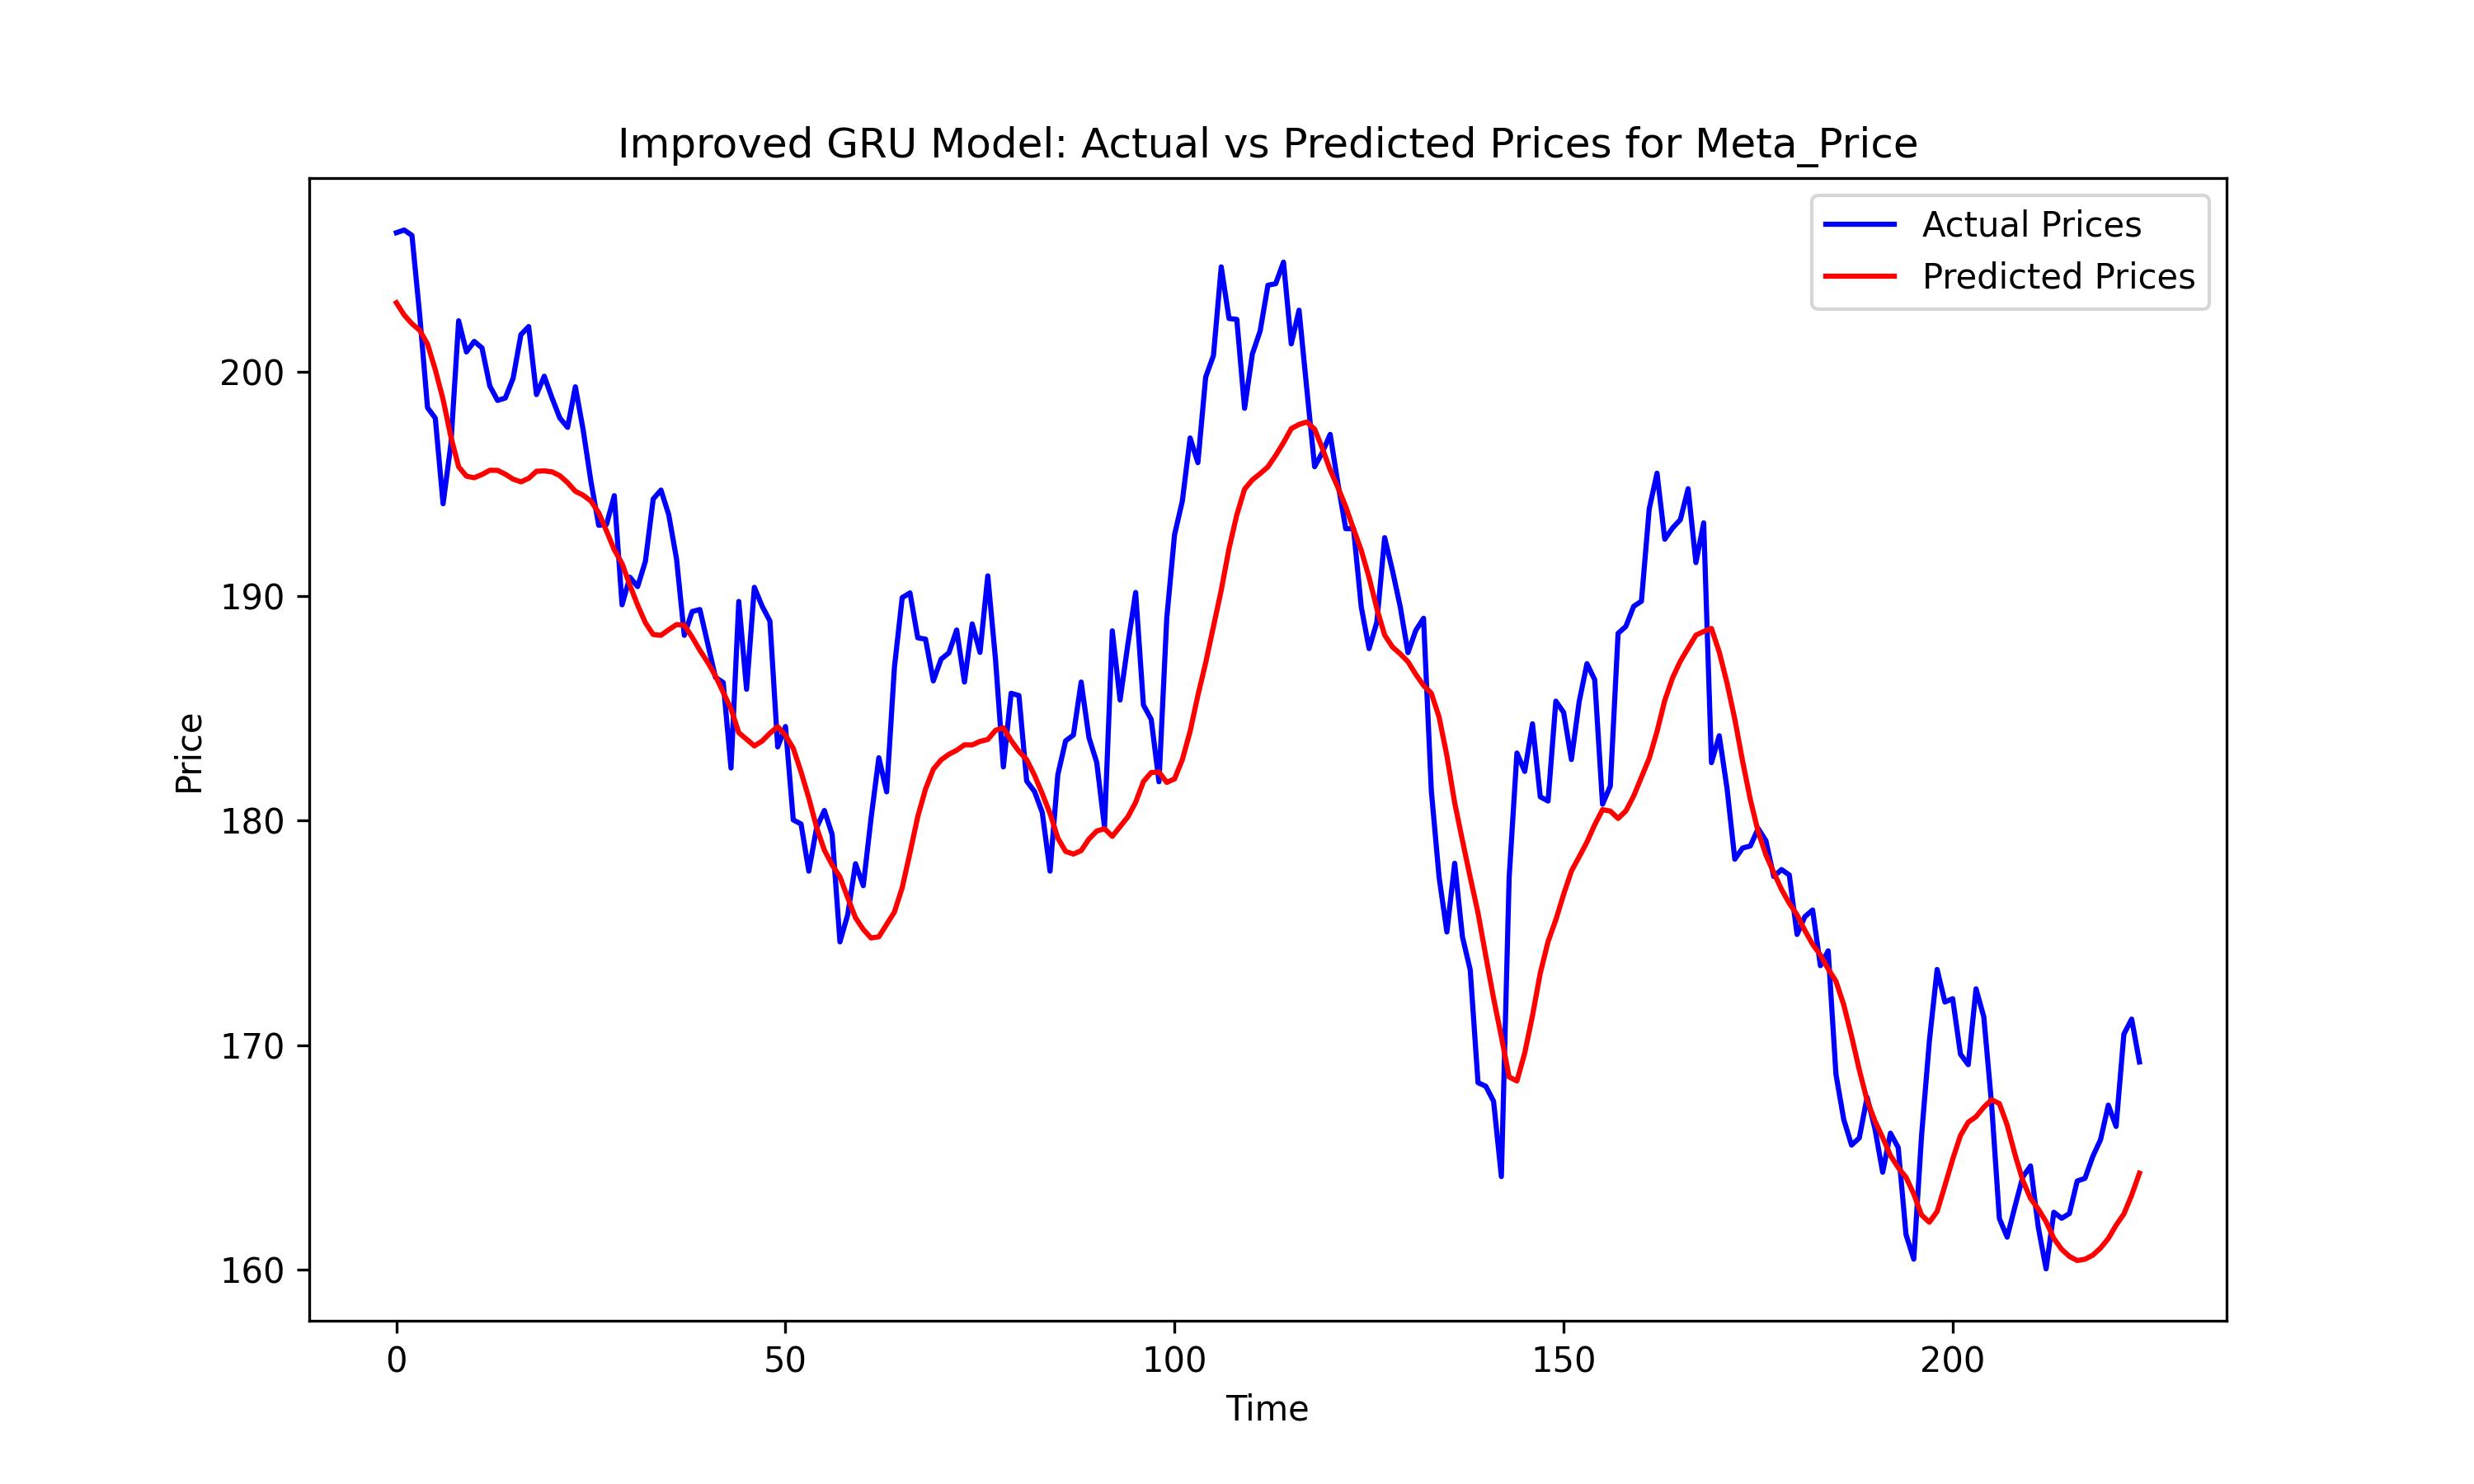 Improved GRU Model: Actual vs Predicted Prices for Meta_Price
Actual Prices
Predicted Prices
200
190
180
170
160
Price
0 50 100 150 200
Time